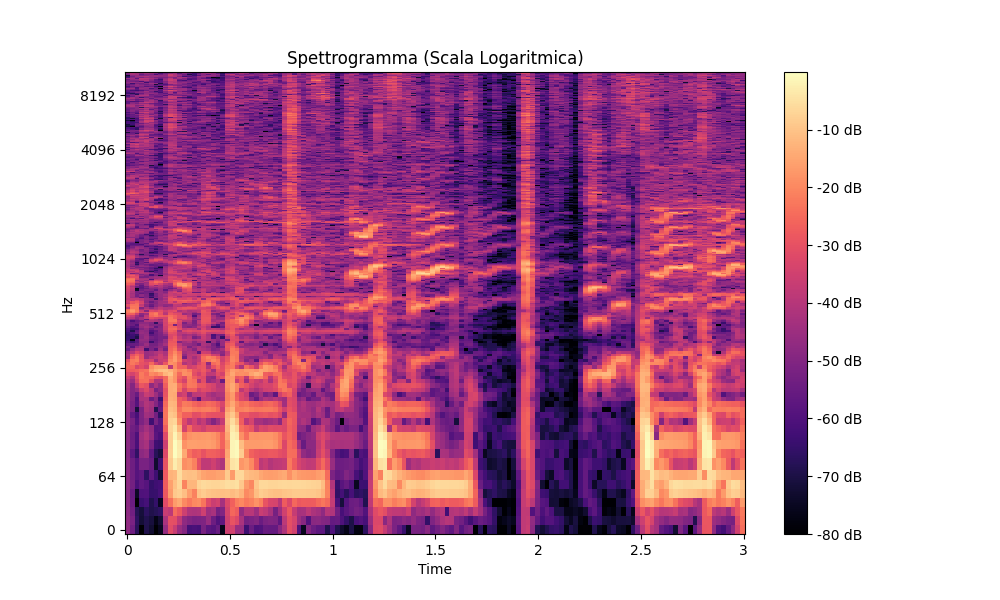 Spettrogramma (Scala Logaritmica)
Hz
8192
4096
2048
1024
512
256
128
64
0
0
0.5
1
1.5
2
2.5
3
Time
-10 dB
-20 dB
-30 dB
-40 dB
-50 dB
-60 dB
-70 dB
-80 dB